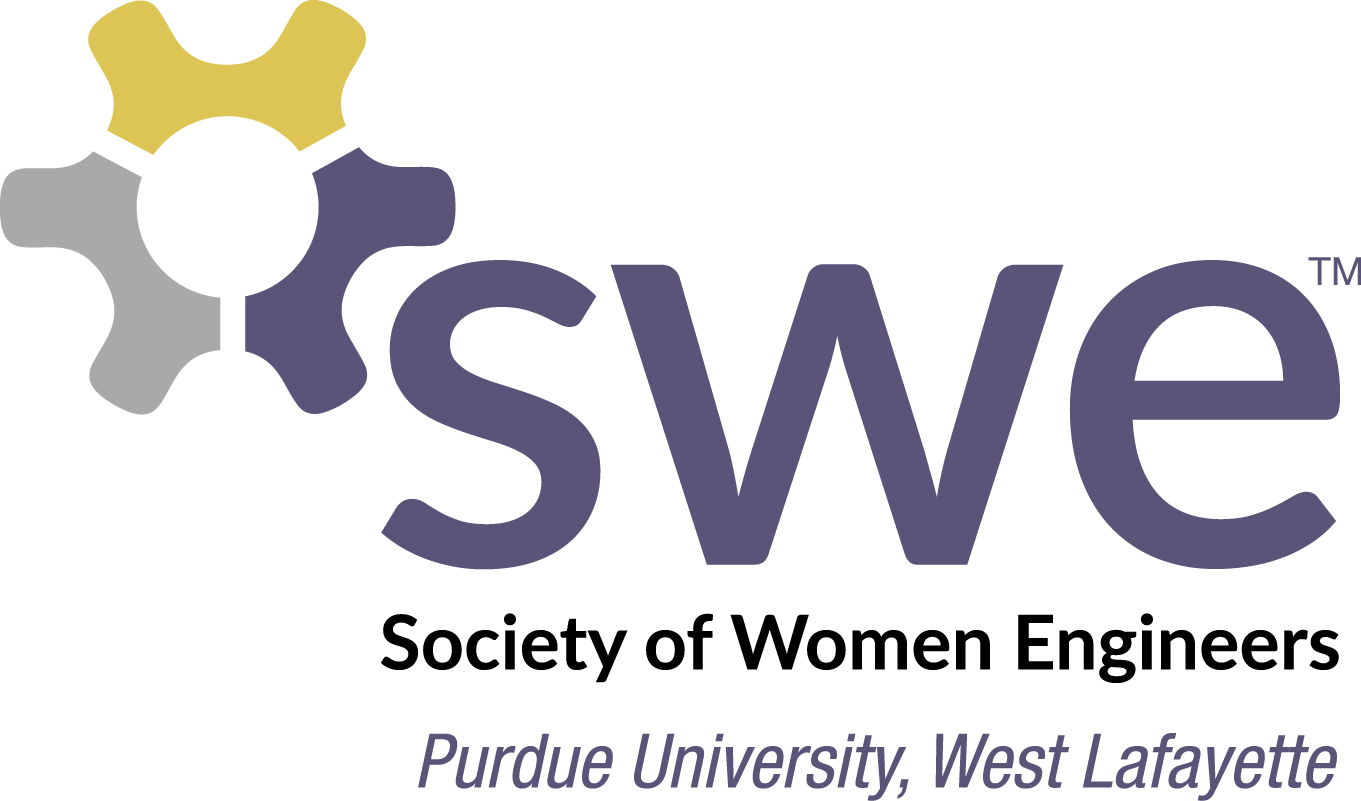 swe™
Society of Women Engineers
Purdue University, West Lafayette